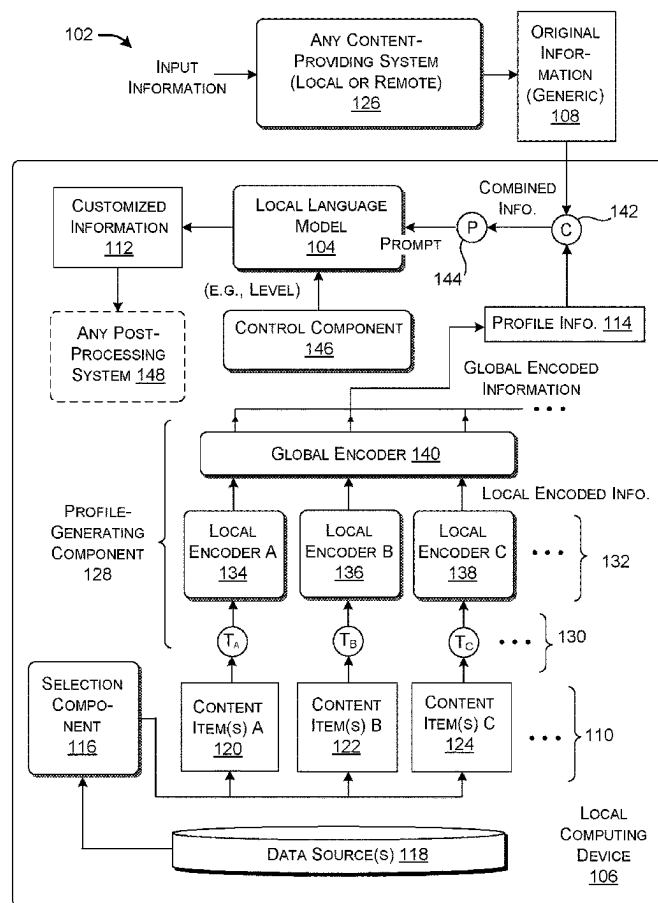 102
INPUT INFORMATION
ANY CONTENT-
PROVIDING SYSTEM
(LOCAL OR REMOTE)
126
ORIGINAL
INFOR-
MATION
(GENERIC)
108
CUSTOMIZED
INFORMATION
112
LOCAL LANGUAGE
MODEL
104
COMBINED
INFO.
C
142
P
144
PROMPT
(E.G., LEVEL)
ANY POST-
PROCESSING
SYSTEM 148
CONTROL COMPONENT
146
PROFILE INFO. 114
GLOBAL ENCODED
INFORMATION
• • •
GLOBAL ENCODER 140
LOCAL ENCODED INFO.
PROFILE-
GENERATING
COMPONENT
128
LOCAL
ENCODER A
134
LOCAL
ENCODER B
136
LOCAL
ENCODER C
138
• • •
132
TA
TB
TC
• • •
130
SELECTION
COMPO-
NENT
116
CONTENT
ITEM(S) A
120
CONTENT
ITEM(S) B
122
CONTENT
ITEM(S) C
124
• • •
110
DATA SOURCE(S) 118
LOCAL
COMPUTING
DEVICE
106